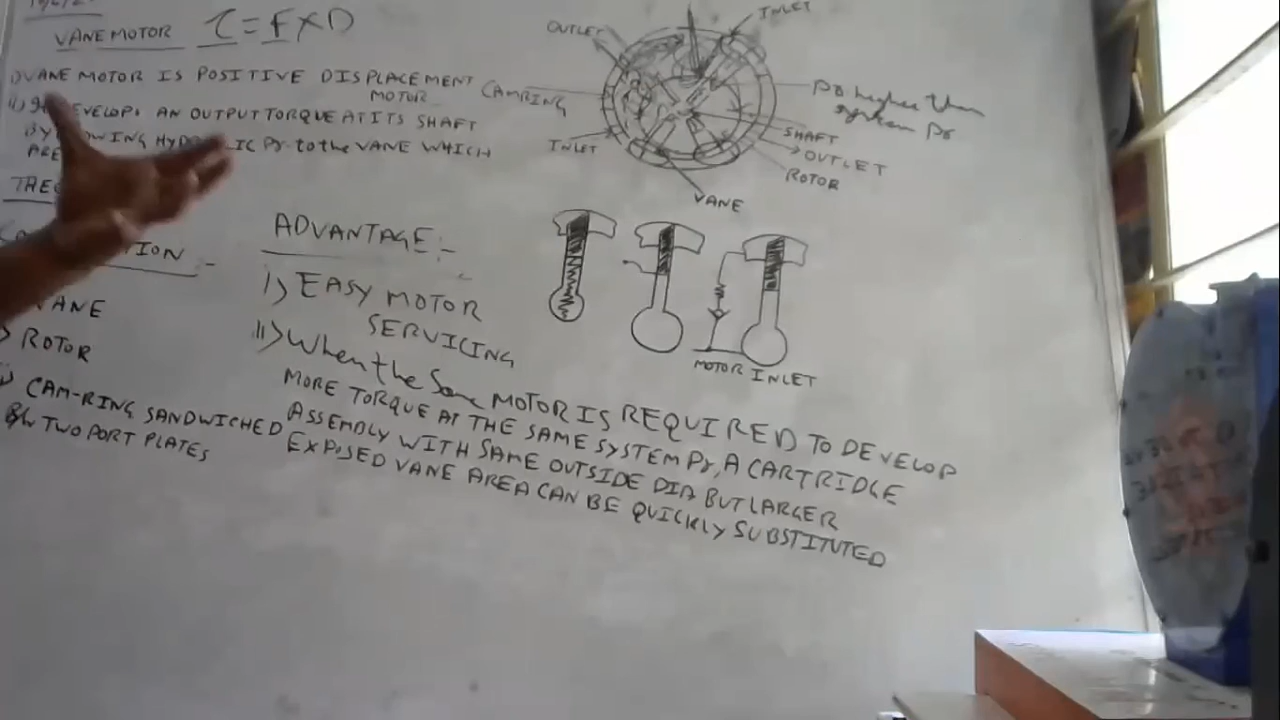 VANE MOTOR τ = F X D
i) VANE MOTOR IS POSITIVE DISPLACEMENT
MOTOR
AN OUTPUT TORQUE AT ITS SHAFT
Pr. to the VANE WHICH
ARE
VANE
ROTOR
CAM-RING SANDWICHED
B/W TWO PORT PLATES
ADVANTAGE:-
i) EASY MOTOR
SERVICING
ii) When the Same MOTOR IS REQUIRED TO DEVELOP
MORE TORQUE AT THE SAME SYSTEM Pr, A CARTRIDGE
ASSEMBLY WITH SAME OUTSIDE DIA BUT LARGER
EXPOSED VANE AREA CAN BE QUICKLY SUBSTITUTED
OUTLET
INLET
CAMRING
INLET
Pr higher than
system Pr
SHAFT
OUTLET
ROTOR
VANE
MOTOR INLET